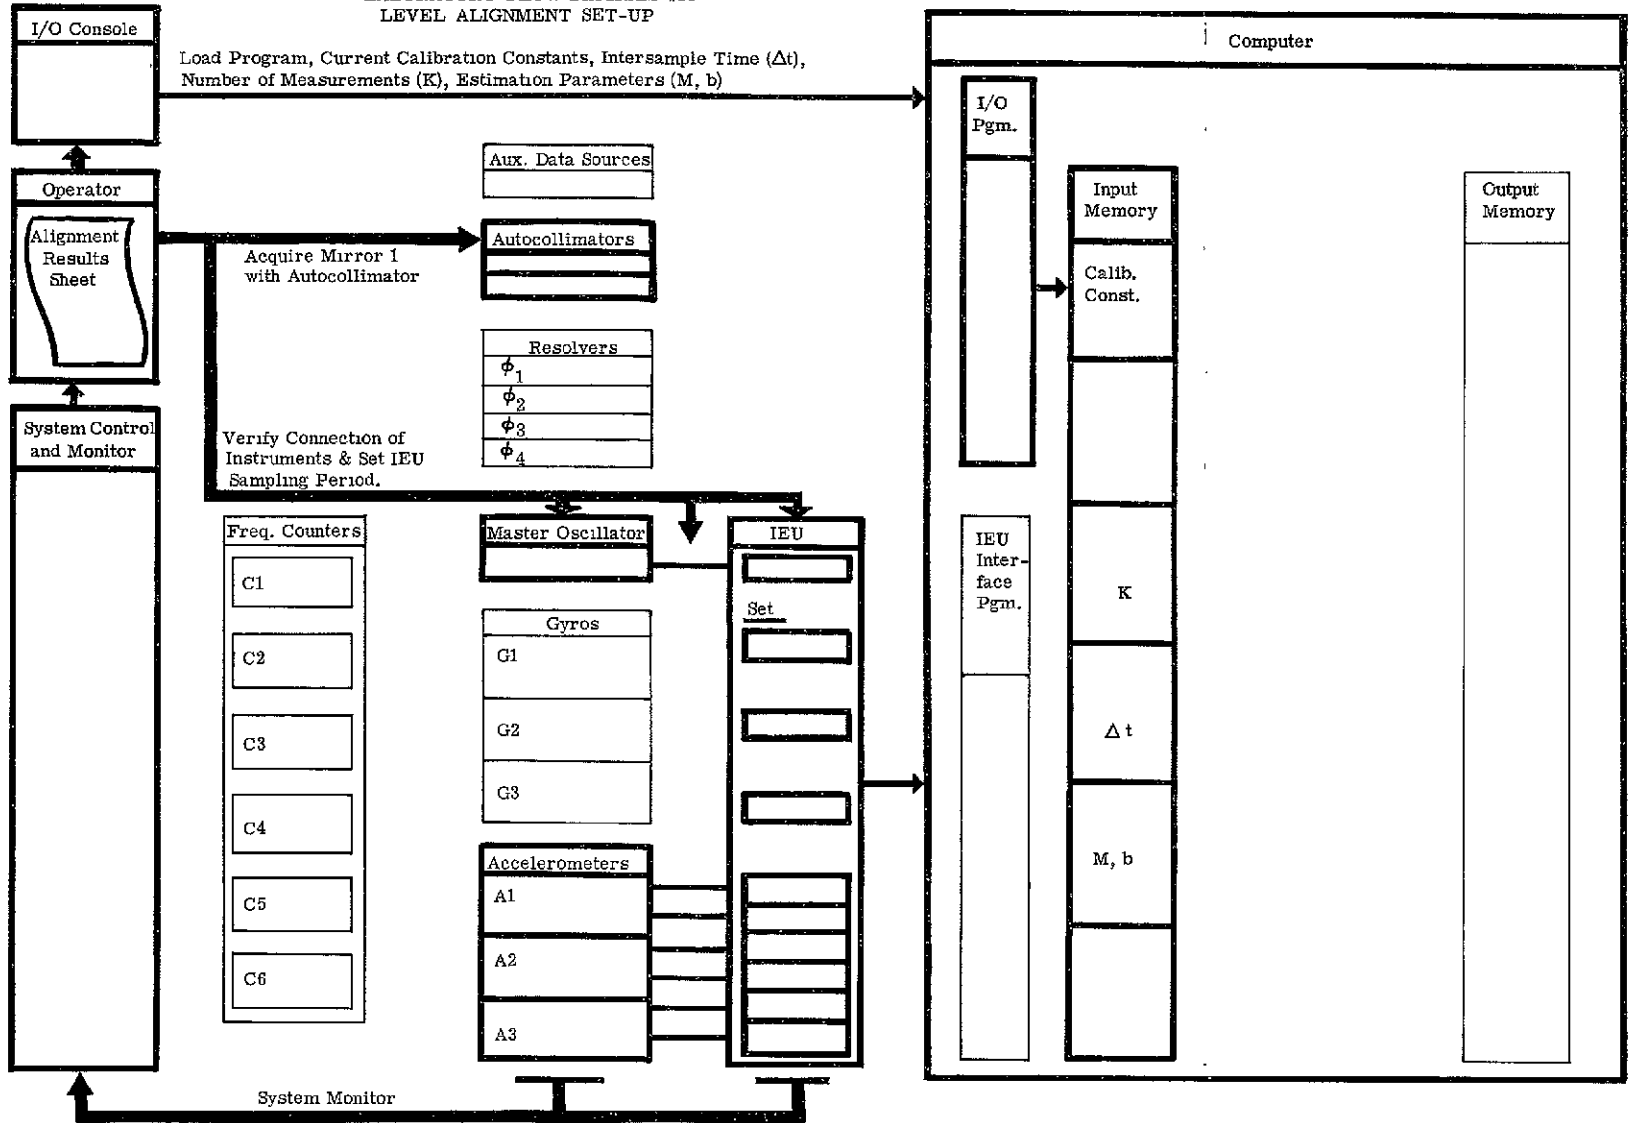 LEVEL ALIGNMENT SET-UP
I/O Console
Load Program, Current Calibration Constants, Intersample Time (Δt),
Number of Measurements (K), Estimation Parameters (M, b)
Computer
I/O
Pgm.
Aux. Data Sources
Operator
Alignment
Results
Sheet
Autocollimators
Acquire Mirror 1
with Autocollimator
Input
Memory
Output
Memory
Calib.
Const.
Resolvers
ϕ1
ϕ2
ϕ3
ϕ4
System Control
and Monitor
Verify Connection of
Instruments & Set IEU
Sampling Period.
Freq. Counters
C1
C2
C3
C4
C5
C6
Master Oscillator
IEU
Set
Gyros
G1
G2
G3
Accelerometers
A1
A2
A3
IEU
Inter-
face
Pgm.
K
Δ t
M, b
System Monitor